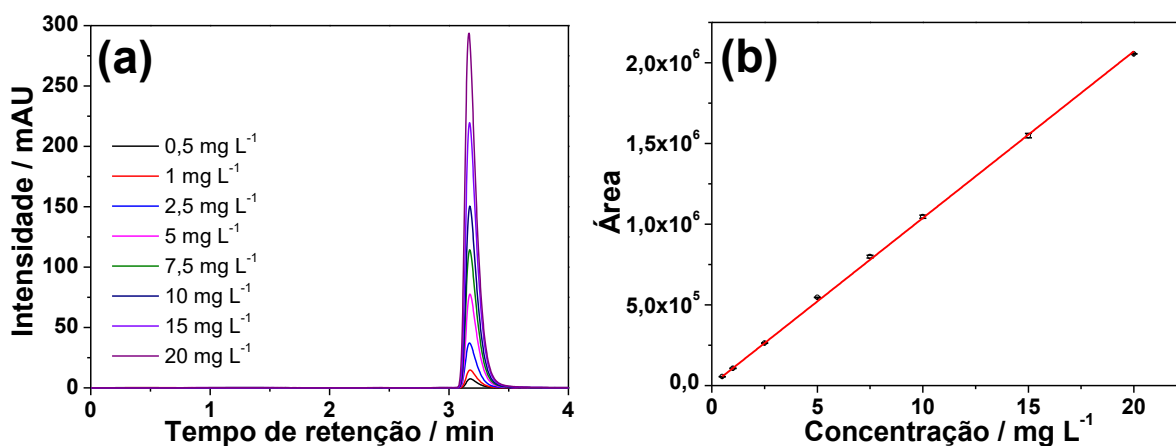 (a)
Intensidade / mAU
300
250
200
150
100
50
0
0,5 mg L⁻¹
1 mg L⁻¹
2,5 mg L⁻¹
5 mg L⁻¹
7,5 mg L⁻¹
10 mg L⁻¹
15 mg L⁻¹
20 mg L⁻¹
0 1 2 3 4
Tempo de retenção / min
(b)
Área
2,0x10⁶
1,5x10⁶
1,0x10⁶
5,0x10⁵
0,0
0 5 10 15 20
Concentração / mg L⁻¹